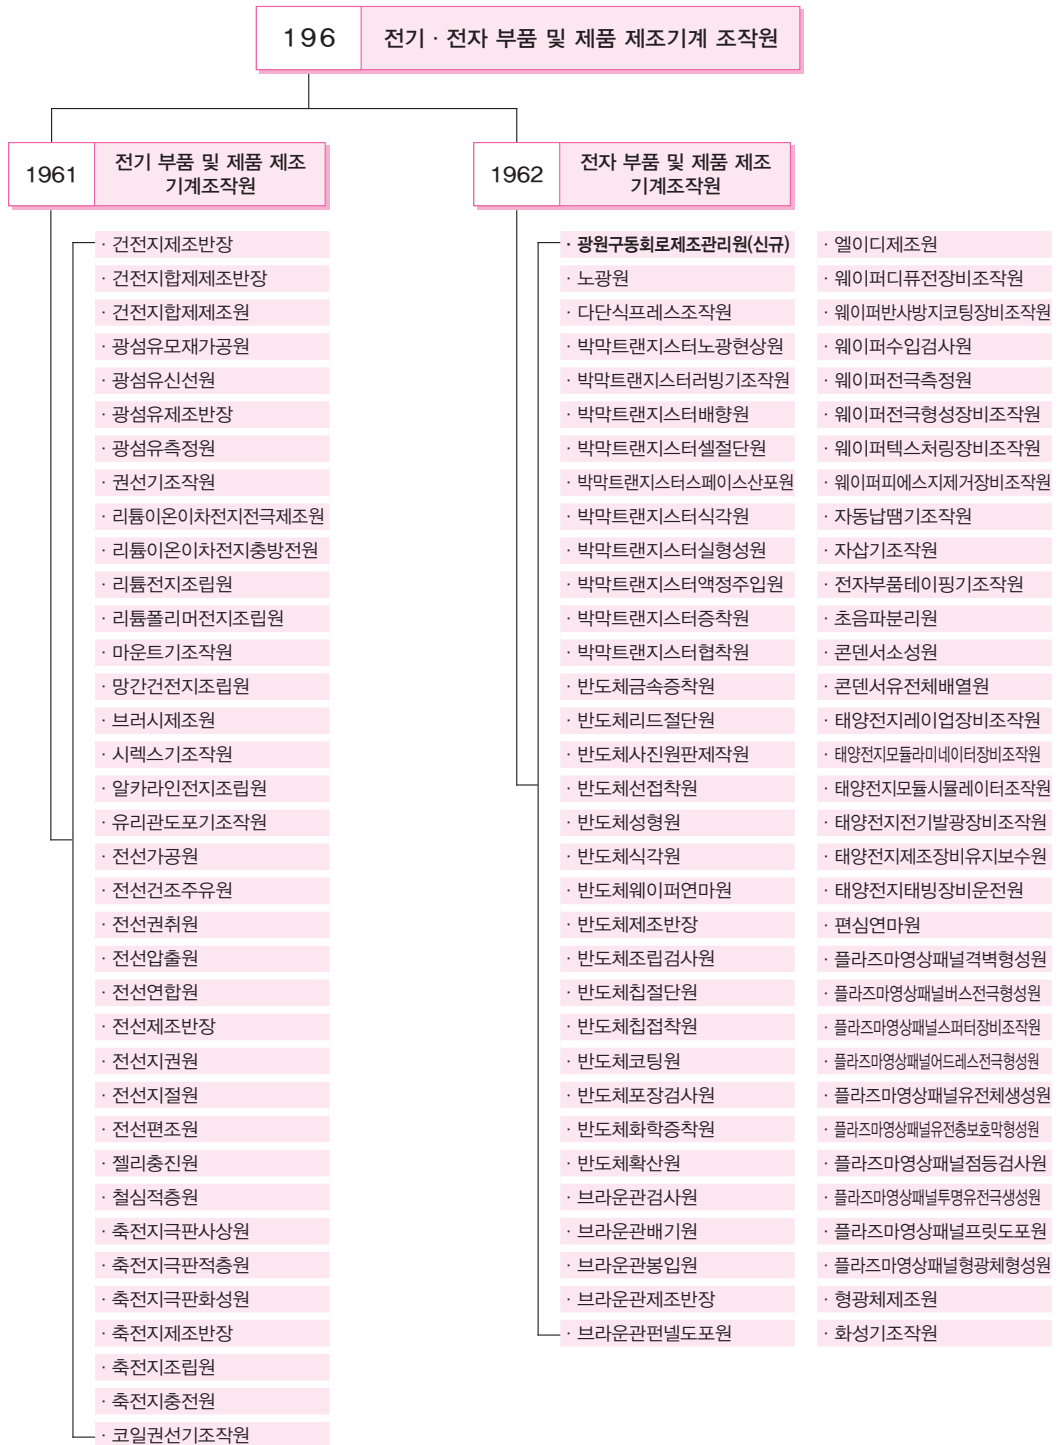 196 전기 · 전자 부품 및 제품 제조기계 조작원
1961 전기 부품 및 제품 제조
기계조작원
· 건전지제조반장
· 건전지합제제조반장
· 건전지합제제조원
· 광섬유모재가공원
· 광섬유신선원
· 광섬유제조반장
· 광섬유측정원
· 권선기조작원
· 리튬이온이차전지전극제조원
· 리튬이온이차전지충방전원
· 리튬전지조립원
· 리튬폴리머전지조립원
· 마운트기조작원
· 망간건전지조립원
· 브러시제조원
· 시렉스기조작원
· 알카라인전지조립원
· 유리관도포기조작원
· 전선가공원
· 전선건조주유원
· 전선권취원
· 전선압출원
· 전선연합원
· 전선제조반장
· 전선지권원
· 전선지절원
· 전선편조원
· 젤리충진원
· 철심적층원
· 축전지극판사상원
· 축전지극판적층원
· 축전지극판화성원
· 축전지제조반장
· 축전지조립원
· 축전지충전원
· 코일권선기조작원
1962 전자 부품 및 제품 제조
기계조작원
· 광원구동회로제조관리원(신규)
· 노광원
· 다단식프레스조작원
· 박막트랜지스터노광현상원
· 박막트랜지스터러빙기조작원
· 박막트랜지스터배향원
· 박막트랜지스터셀절단원
· 박막트랜지스터스페이스산포원
· 박막트랜지스터식각원
· 박막트랜지스터실형성원
· 박막트랜지스터액정주입원
· 박막트랜지스터증착원
· 박막트랜지스터협착원
· 반도체금속증착원
· 반도체리드절단원
· 반도체사진원판제작원
· 반도체선접착원
· 반도체성형원
· 반도체식각원
· 반도체웨이퍼연마원
· 반도체제조반장
· 반도체조립검사원
· 반도체칩절단원
· 반도체칩접착원
· 반도체코팅원
· 반도체포장검사원
· 반도체화학증착원
· 반도체확산원
· 브라운관검사원
· 브라운관배기원
· 브라운관봉입원
· 브라운관제조반장
· 브라운관펀넬도포원
· 엘이디제조원
· 웨이퍼디퓨전장비조작원
· 웨이퍼반사방지코팅장비조작원
· 웨이퍼수입검사원
· 웨이퍼전극측정원
· 웨이퍼전극형성장비조작원
· 웨이퍼텍스처링장비조작원
· 웨이퍼피에스지제거장비조작원
· 자동납땜기조작원
· 자삽기조작원
· 전자부품테이핑기조작원
· 초음파분리원
· 콘덴서소성원
· 콘덴서유전체배열원
· 태양전지레이업장비조작원
· 태양전지모듈라미네이터장비조작원
· 태양전지모듈시뮬레이터조작원
· 태양전지전기발광장비조작원
· 태양전지제조장비유지보수원
· 태양전지태빙장비운전원
· 편심연마원
· 플라즈마영상패널격벽형성원
· 플라즈마영상패널버스전극형성원
· 플라즈마영상패널스퍼터장비조작원
· 플라즈마영상패널어드레스전극형성원
· 플라즈마영상패널유전체생성원
· 플라즈마영상패널유전층보호막형성원
· 플라즈마영상패널점등검사원
· 플라즈마영상패널투명유전극생성원
· 플라즈마영상패널프릿도포원
· 플라즈마영상패널형광체형성원
· 형광체제조원
· 화성기조작원